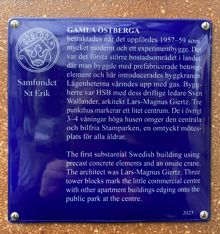 Samfundet
St Erik
GAMLA ÖSTBERGA
betraktades när det uppfördes 1957–59 som
mycket modernt och ett experimentbygge. Det
var det första större bostadsområdet i landet
där man byggde med prefabricerade betong-
element och här introducerades byggkranen.
Lägenheterna värmdes upp med gas. Bygg-
herre var HSB med dess driftige ledare Sven
Wallander, arkitekt Lars-Magnus Giertz. Tre
punkthus markerar ett litet centrum. De i övrigt
3–4 våningar höga husen omger den centrala
och bilfria Stamparken, en omtyckt mötes-
plats för alla åldrar.
The first substantial Swedish building using
precast concrete elements and an onsite crane.
The architect was Lars-Magnus Giertz. Three
tower blocks mark the little commercial centre
with other apartment buildings edging onto the
public park at the centre.
2023